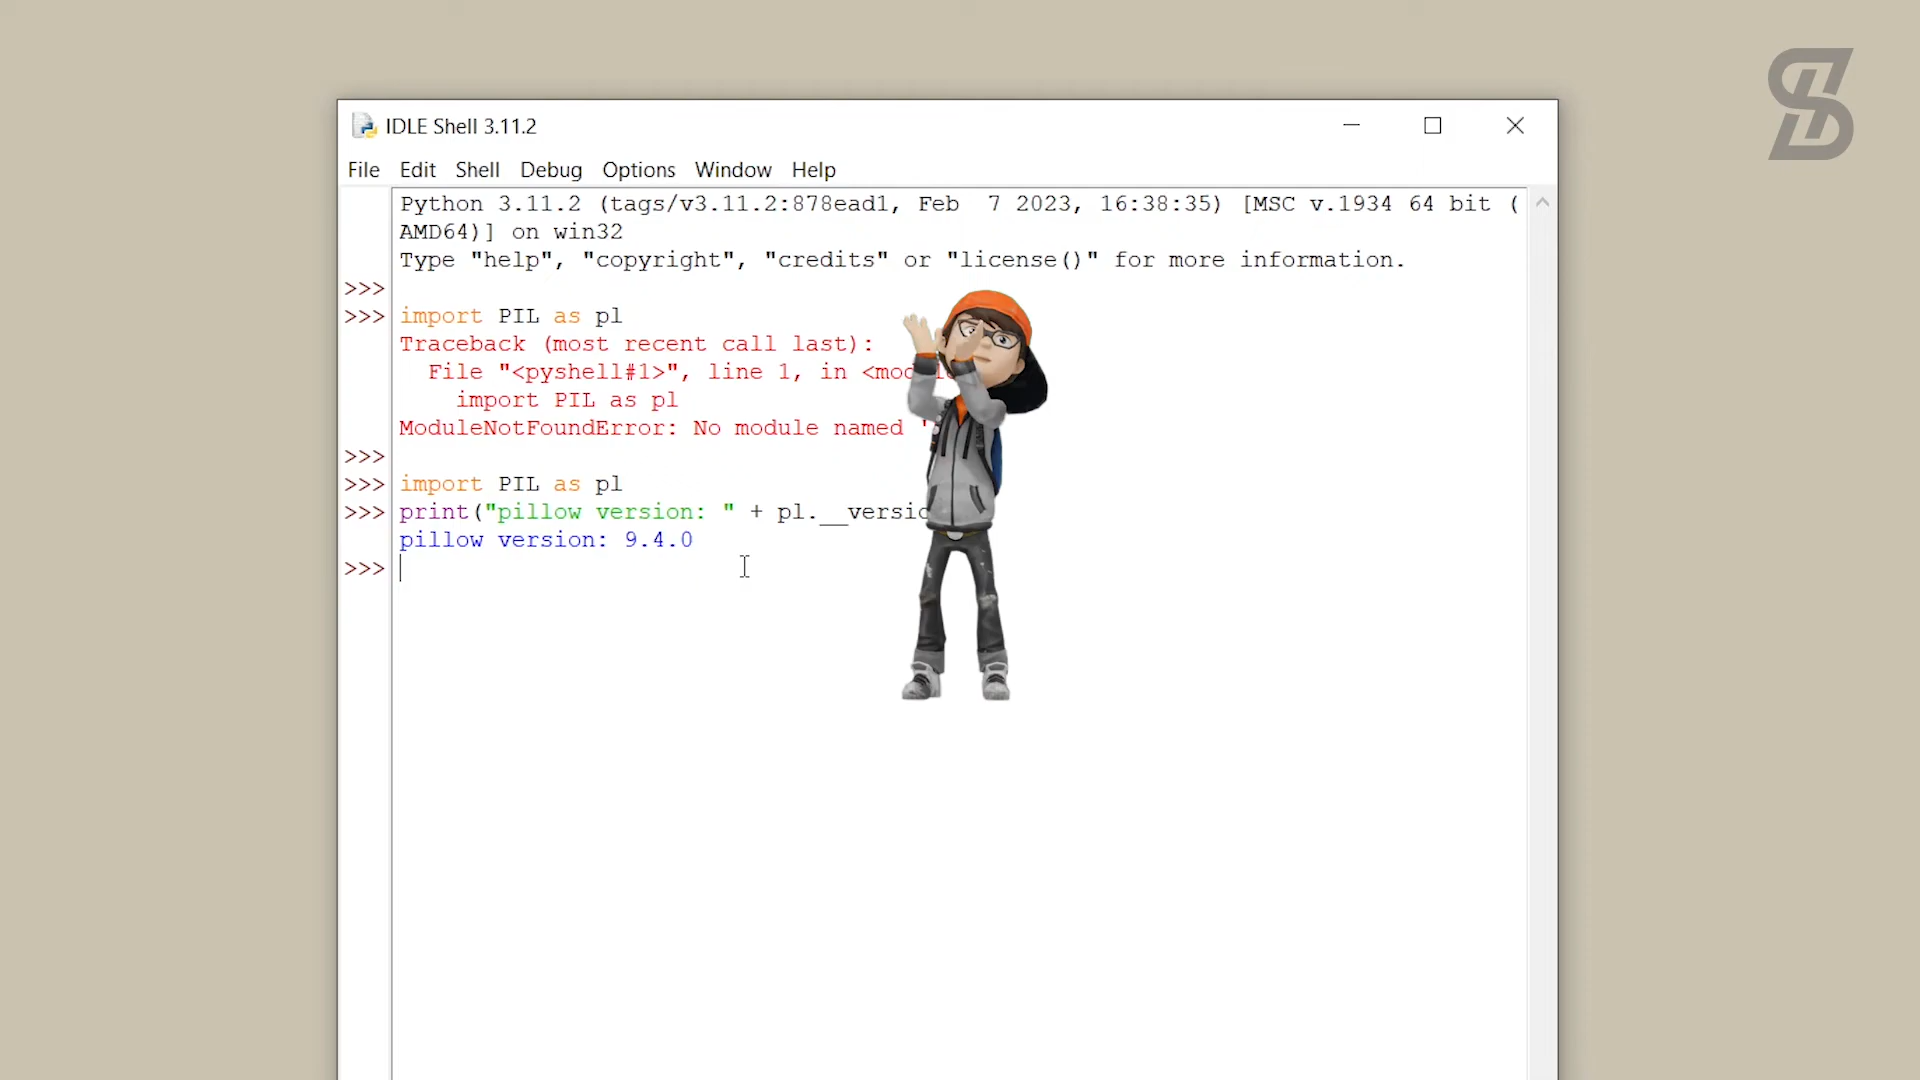 IDLE Shell 3.11.2
File Edit Shell Debug Options Window Help
Python 3.11.2 (tags/v3.11.2:878ead1, Feb  7 2023, 16:38:35) [MSC v.1934 64 bit (
AMD64)] on win32
Type "help", "copyright", "credits" or "license()" for more information.
>>>
>>> import PIL as pl
Traceback (most recent call last):
  File "<pyshell#1>", line 1, in
    import PIL as pl
ModuleNotFoundError: No module named '
>>>
>>> import PIL as pl
>>> print("pillow version: " + pl.
pillow version: 9.4.0
>>>